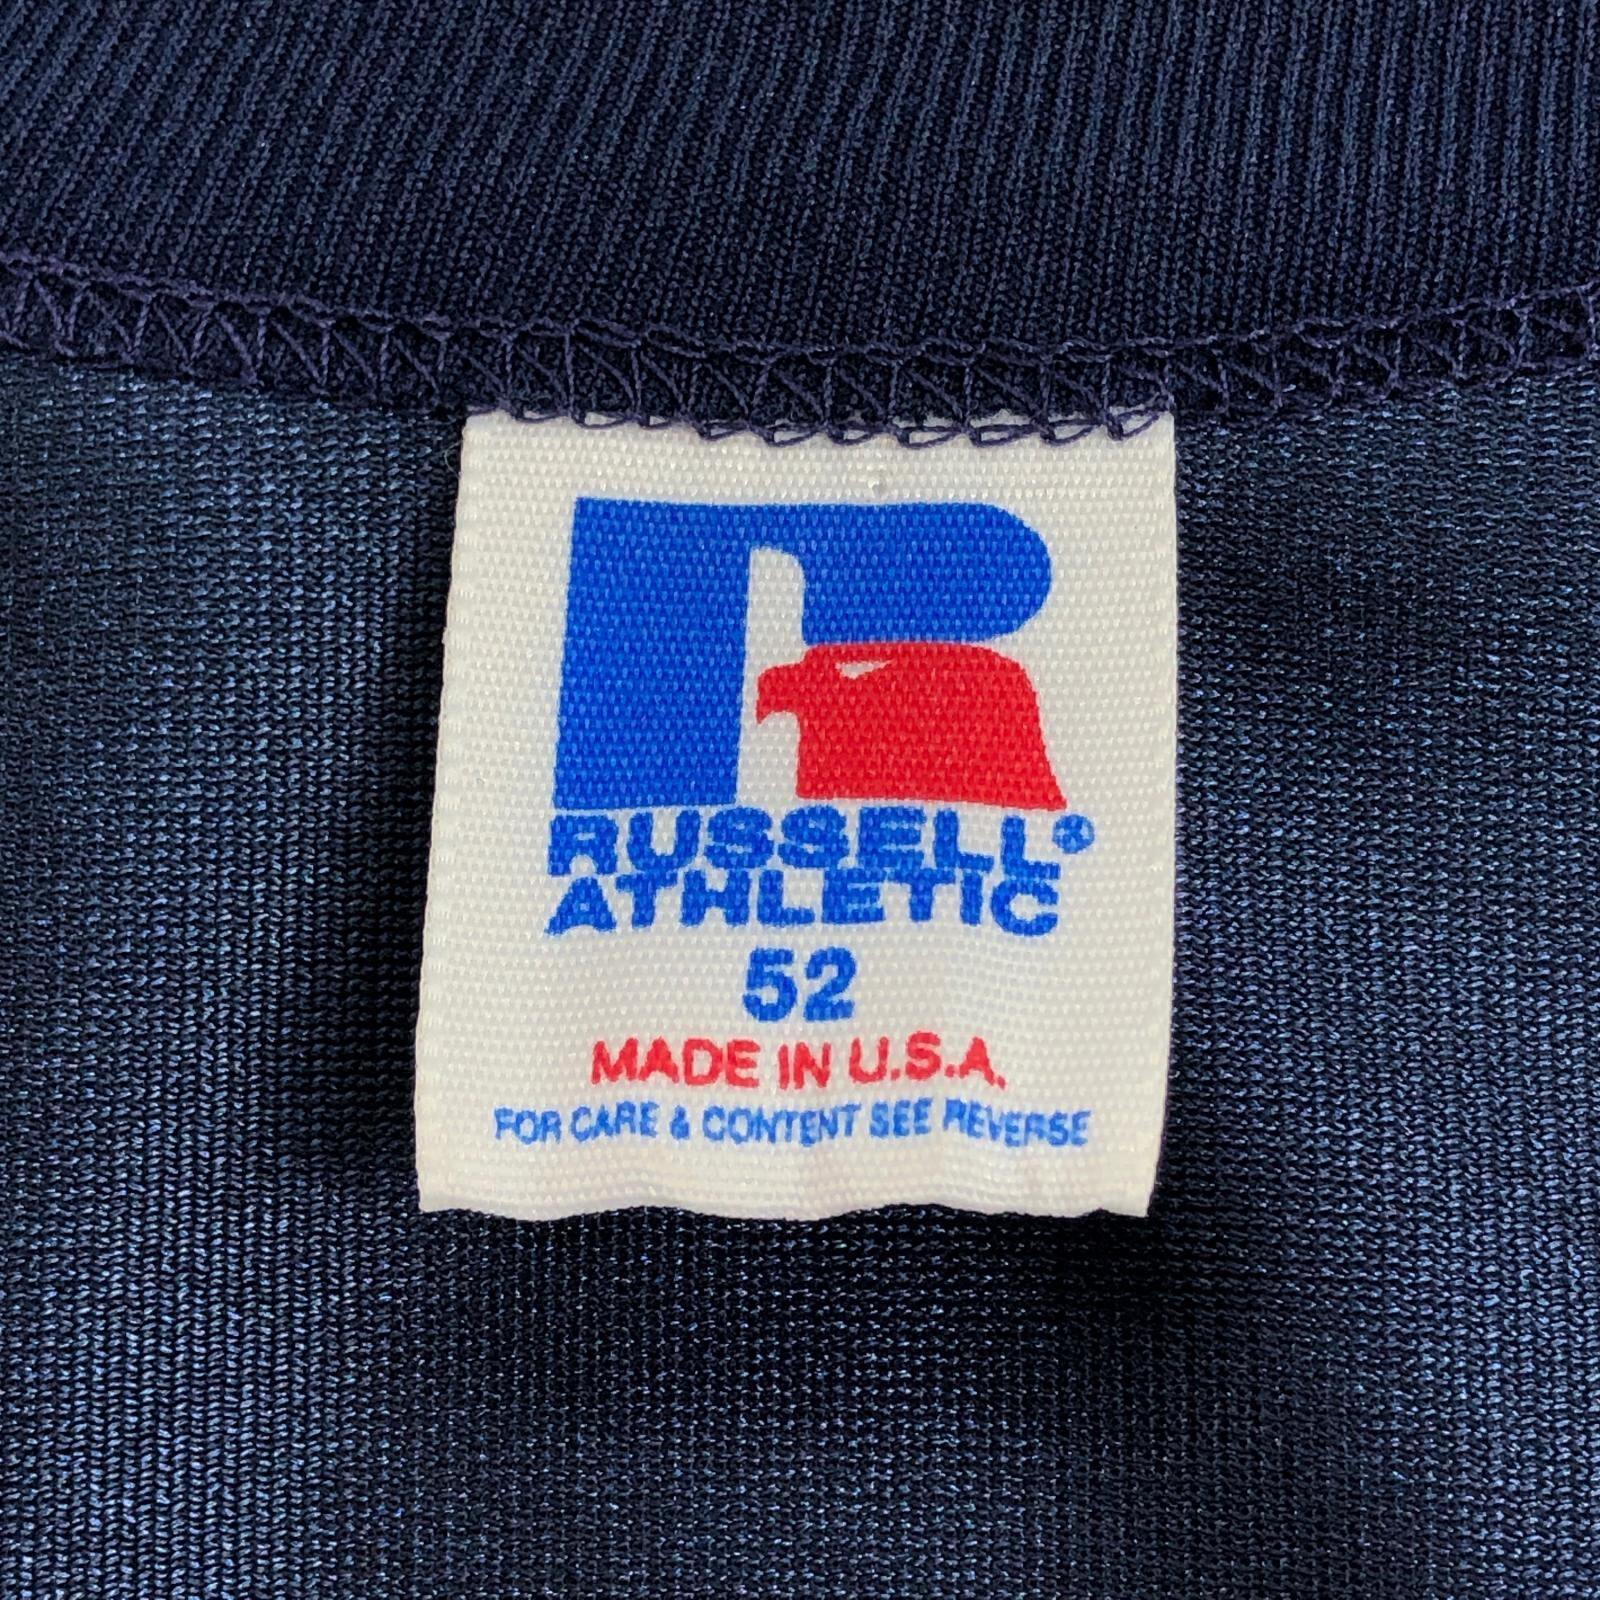 RUSSELL®
ATHLETIC
52
MADE IN U.S.A.
FOR CARE & CONTENT SEE REVERSE